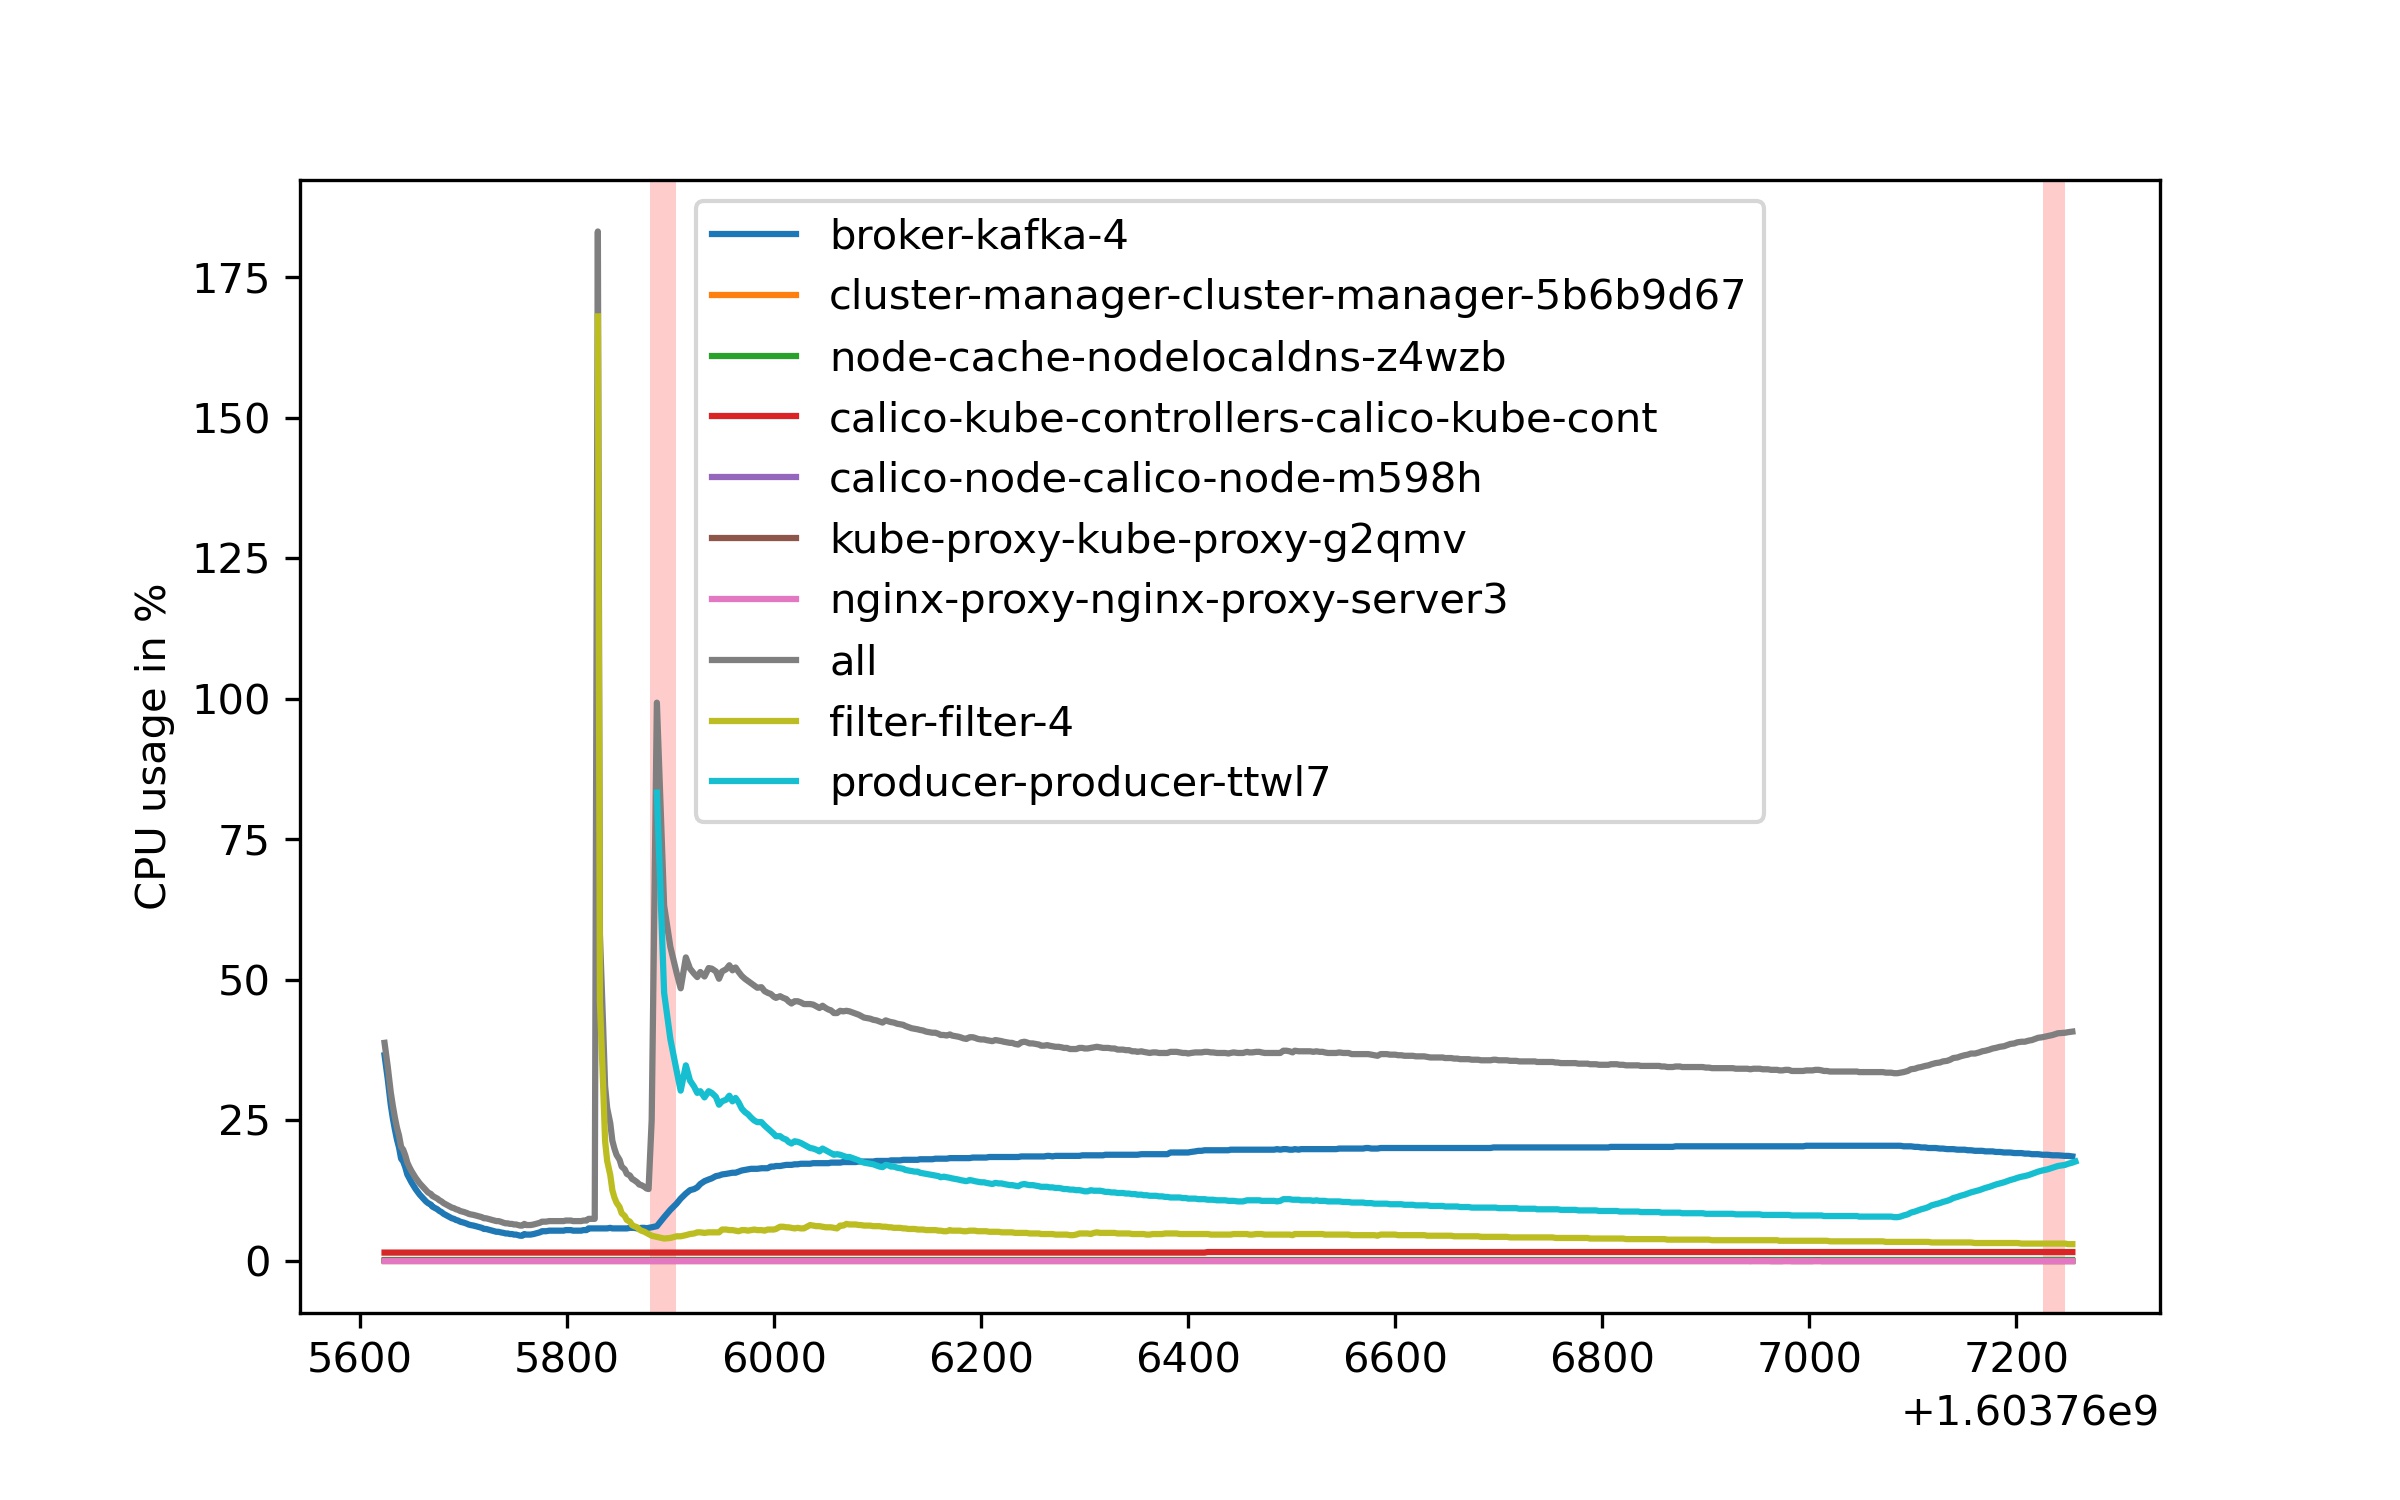 broker-kafka-4
cluster-manager-cluster-manager-5b6b9d67
node-cache-nodelocaldns-z4wzb
calico-kube-controllers-calico-kube-cont
calico-node-calico-node-m598h
kube-proxy-kube-proxy-g2qmv
nginx-proxy-nginx-proxy-server3
all
filter-filter-4
producer-producer-ttwl7
CPU usage in %
175
150
125
100
75
50
25
0
5600 5800 6000 6200 6400 6600 6800 7000 7200
+1.60376e9